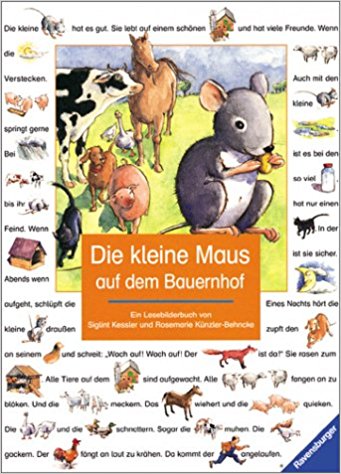 Die kleine hat es gut. Sie lebt auf einem schönen und hat viele Freunde. Wenn
die
Verstecken. Auch mit den
kleine
springt gerne
Bei ist es bei den
so viel
bis ihr hat nur einen
Feind. Wenn In der
ist sie sicher.
Abends wenn
Die kleine Maus
auf dem Bauernhof
Ein Lesebilderbuch von
Siglint Kessler und Rosemarie Künzler-Behncke
aufgeht, schlüpft die Eines Nachts hört die
kleine draußen zupft den
an seinem und schreit: „Wach auf! Wach auf! Der ist da!" Sie rasen zum
Alle Tiere auf dem sind aufgewacht. Alle fangen an zu
blöken. Und die meckern. Das wiehert und die quieken.
Die und die schnattern. Sogar die muhen. Die
gackern. Der fängt an laut zu krähen. Da kommt der angelaufen.
Ravensburger